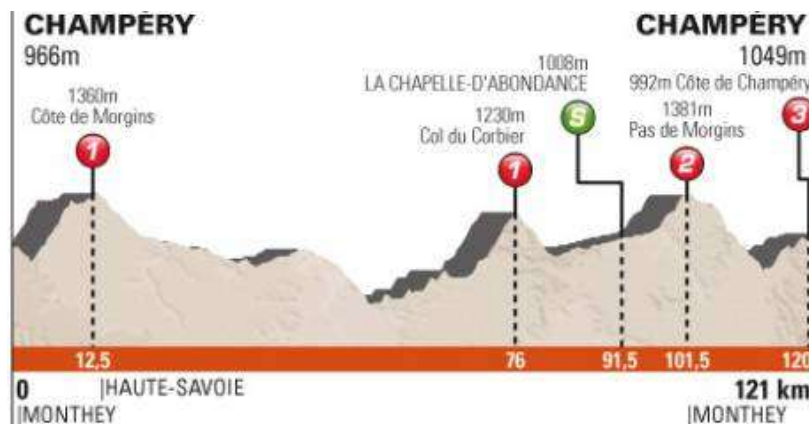 CHAMPÉRY
966m
CHAMPÉRY
1049m
1008m
LA CHAPELLE-D'ABONDANCE
992m Côte de Champéry
1360m
Côte de Morgins
1230m
Col du Corbier
1381m
Pas de Morgins
1
1
S
2
3
12,5
76
91,5
101,5
120
0
|HAUTE-SAVOIE
121 km
|MONTHEY
|MONTHEY